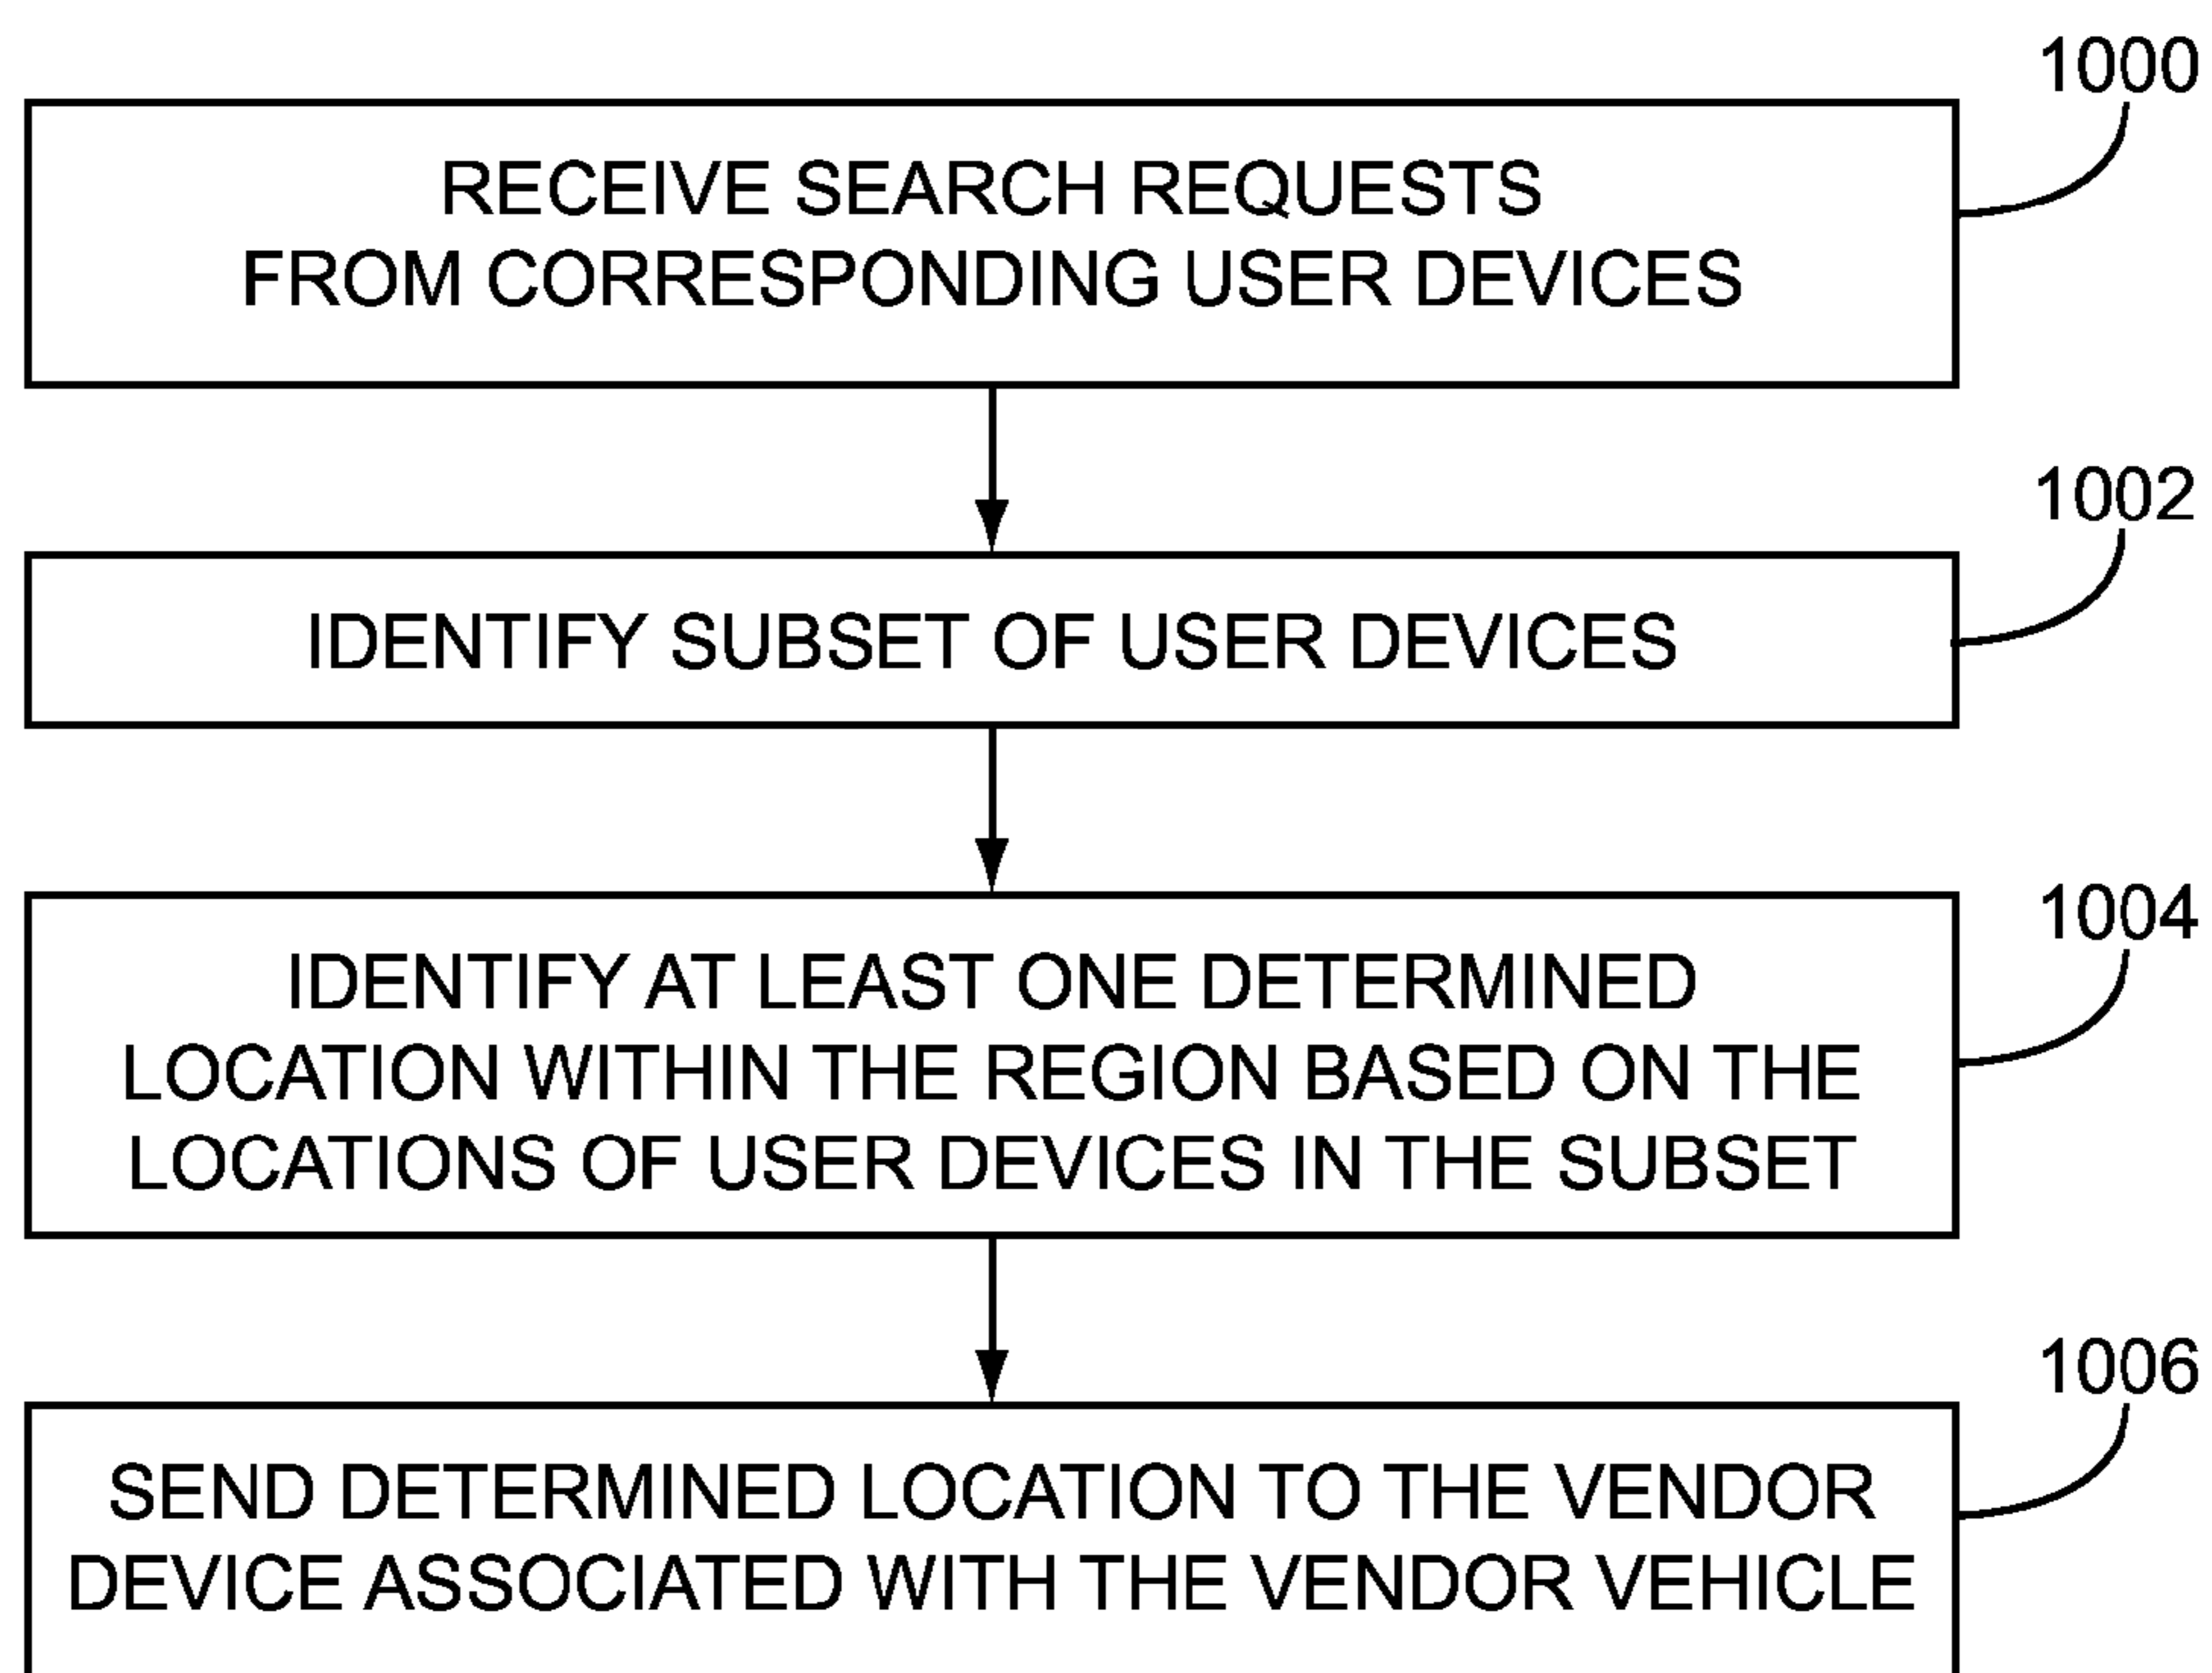 1000
RECEIVE SEARCH REQUESTS
FROM CORRESPONDING USER DEVICES
1002
IDENTIFY SUBSET OF USER DEVICES
1004
IDENTIFY AT LEAST ONE DETERMINED
LOCATION WITHIN THE REGION BASED ON THE
LOCATIONS OF USER DEVICES IN THE SUBSET
1006
SEND DETERMINED LOCATION TO THE VENDOR
DEVICE ASSOCIATED WITH THE VENDOR VEHICLE